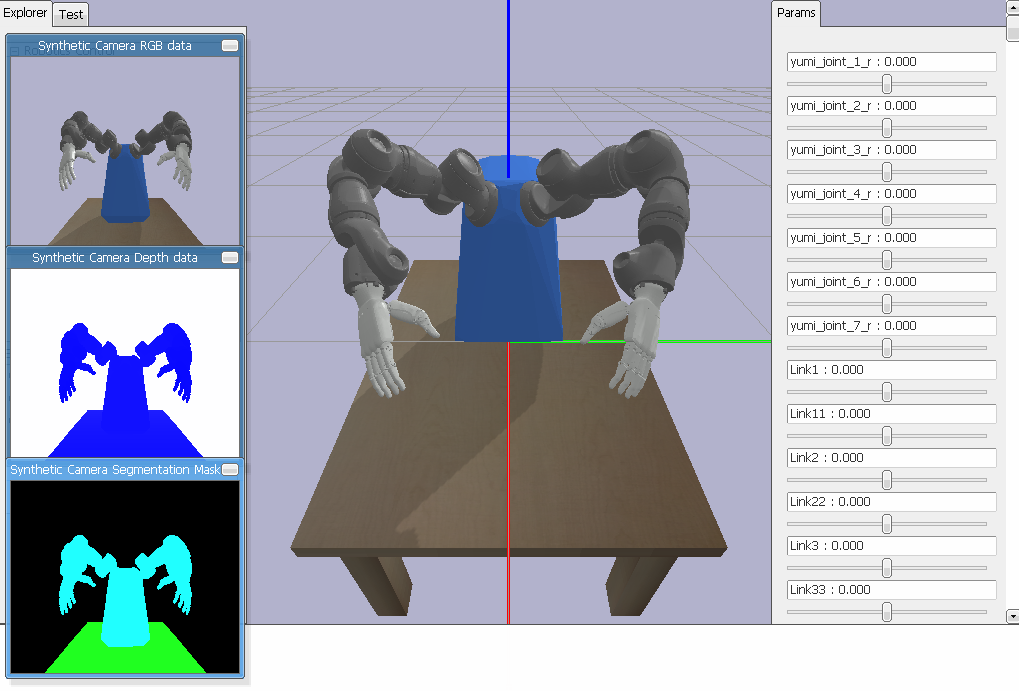 Explorer
Test
Synthetic Camera RGB data
Synthetic Camera Depth data
Synthetic Camera Segmentation Mask
Params
yumi_joint_1_r : 0.000
yumi_joint_2_r : 0.000
yumi_joint_3_r : 0.000
yumi_joint_4_r : 0.000
yumi_joint_5_r : 0.000
yumi_joint_6_r : 0.000
yumi_joint_7_r : 0.000
Link1 : 0.000
Link11 : 0.000
Link2 : 0.000
Link22 : 0.000
Link3 : 0.000
Link33 : 0.000